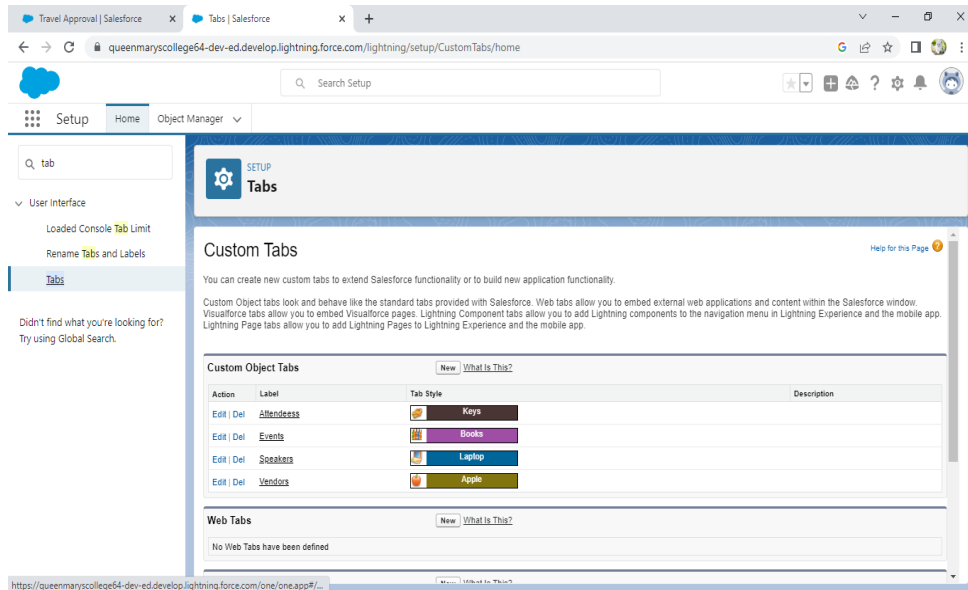 Travel Approval | Salesforce
Tabs | Salesforce
queenmaryscollege64-dev-ed.develop.lightning.force.com/lightning/setup/CustomTabs/home
Search Setup
Setup Home Object Manager
tab
User Interface
Loaded Console Tab Limit
Rename Tabs and Labels
Tabs
Didn't find what you're looking for?
Try using Global Search.
SETUP
Tabs
Custom Tabs
Help for this Page
You can create new custom tabs to extend Salesforce functionality or to build new application functionality.
Custom Object tabs look and behave like the standard tabs provided with Salesforce. Web tabs allow you to embed external web applications and content within the Salesforce window.
Visualforce tabs allow you to embed Visualforce pages. Lightning Component tabs allow you to add Lightning components to the navigation menu in Lightning Experience and the mobile app.
Lightning Page tabs allow you to add Lightning Pages to Lightning Experience and the mobile app.
Custom Object Tabs New What Is This?
Action Label Tab Style Description
Edit | Del Attendeess Keys
Edit | Del Events Books
Edit | Del Speakers Laptop
Edit | Del Vendors Apple
Web Tabs New What Is This?
No Web Tabs have been defined
New What Is This?
https://queenmaryscollege64-dev-ed.develop.lightning.force.com/one/one.app#/...